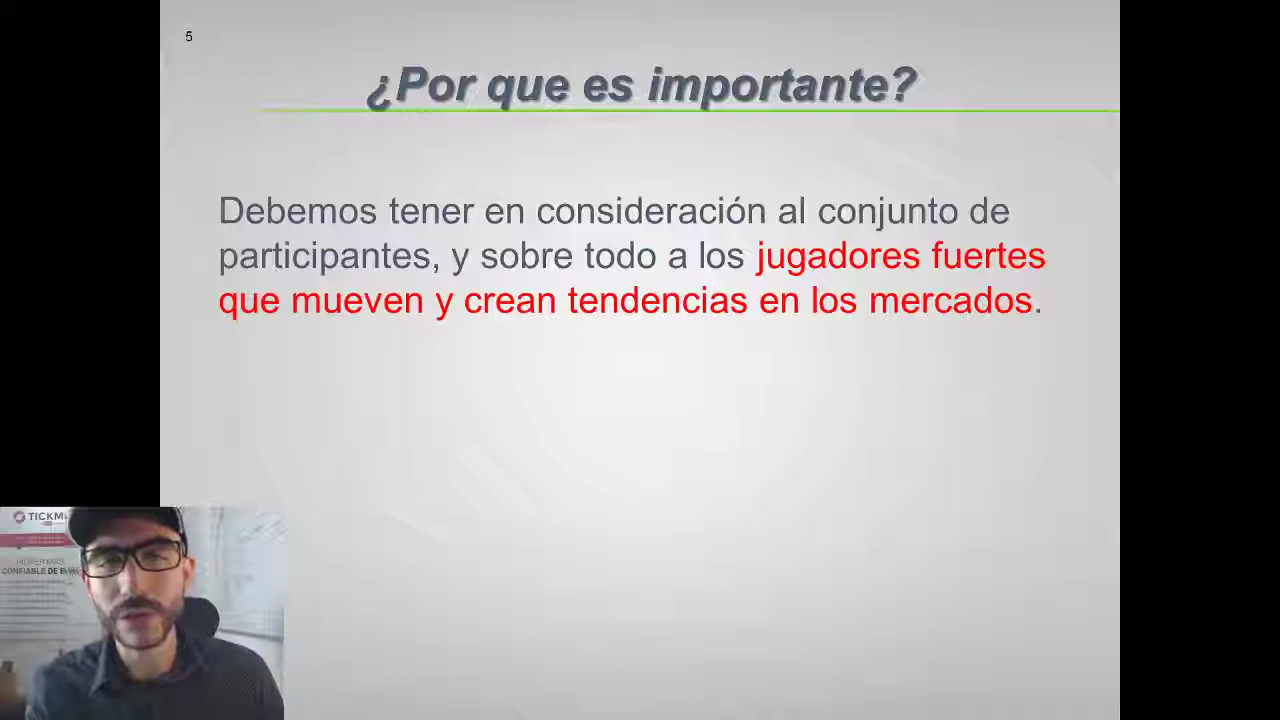 5
¿Por que es importante?
Debemos tener en consideración al conjunto de
participantes, y sobre todo a los jugadores fuertes
que mueven y crean tendencias en los mercados.
TICKM
CONFIABLE DE